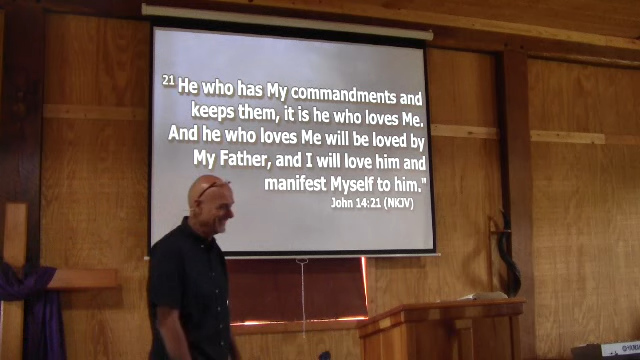 21 He who has My commandments and
keeps them, it is he who loves Me.
And he who loves Me will be loved by
My Father, and I will love him and
manifest Myself to him."
John 14:21 (NKJV)